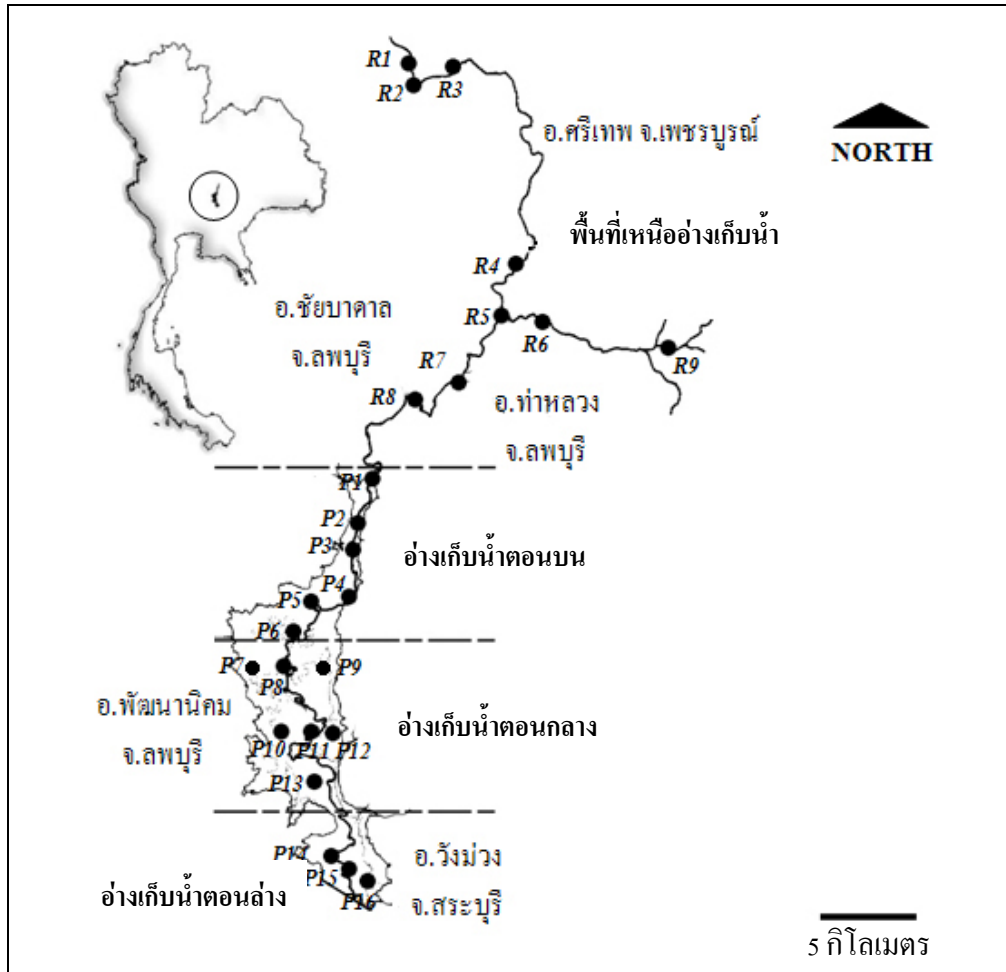 R1
R2
R3
อ.ศรีเทพ จ.เพชรบูรณ์
NORTH
พื้นที่เหนืออ่างเก็บน้ำ
R4
อ.ชัยบาดาล
จ.ลพบุรี
R5
R6
R9
R7
R8
อ.ท่าหลวง
จ.ลพบุรี
P1
P2
P3
อ่างเก็บน้ำตอนบน
P4
P5
P6
P7
P8
P9
อ.พัฒนานิคม
จ.ลพบุรี
อ่างเก็บน้ำตอนกลาง
P10
P11
P12
P13
P14
P15
P16
อ.วังม่วง
จ.สระบุรี
อ่างเก็บน้ำตอนล่าง
5 กิโลเมตร